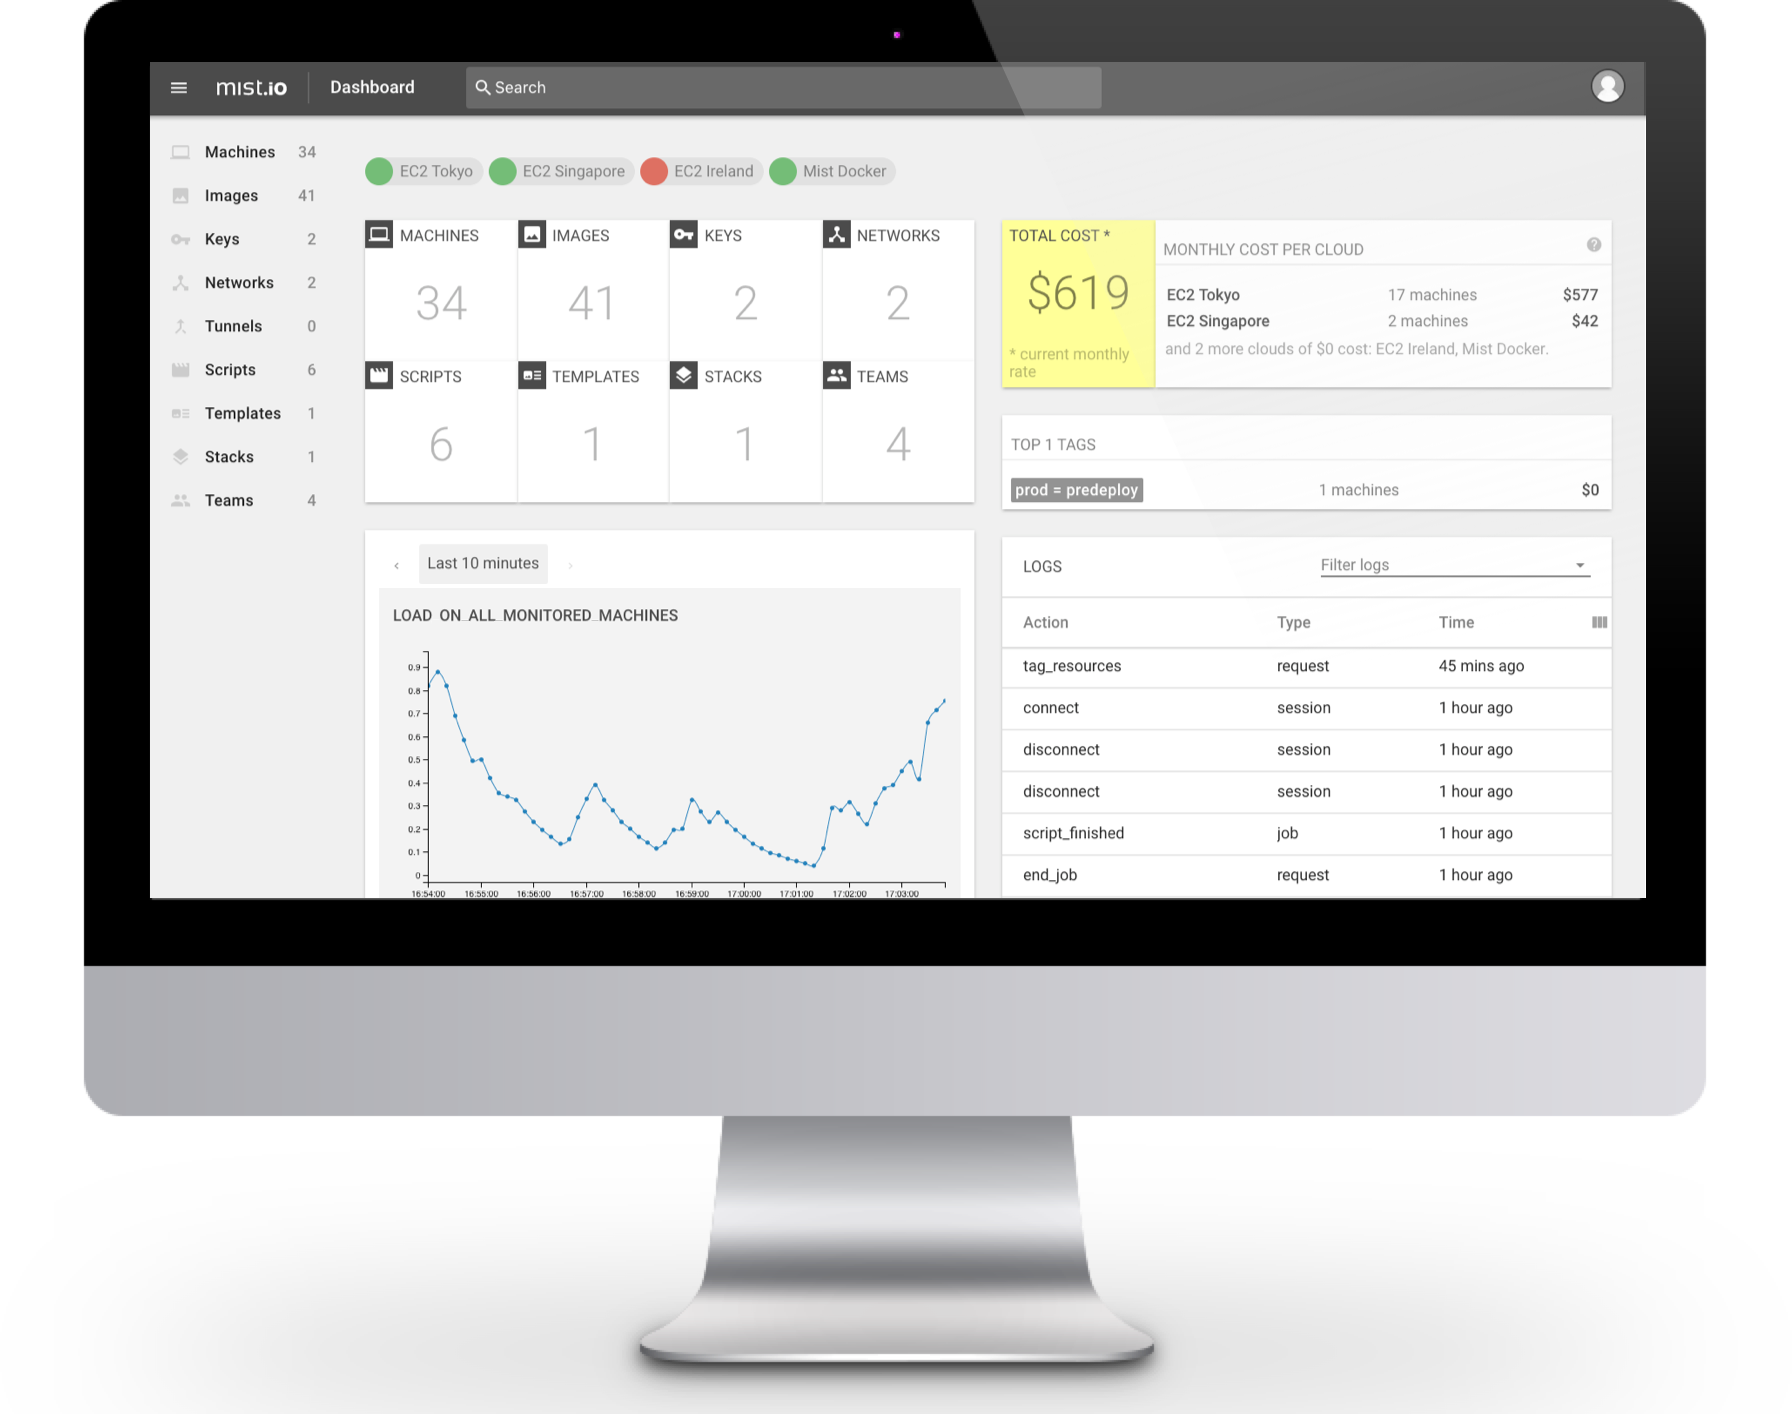 mist.io
Dashboard
Search
Machines 34
Images 41
Keys 2
Networks 2
Tunnels 0
Scripts 6
Templates 1
Stacks 1
Teams 4
EC2 Tokyo
EC2 Singapore
EC2 Ireland
Mist Docker
MACHINES
34
IMAGES
41
KEYS
2
NETWORKS
2
SCRIPTS
6
TEMPLATES
1
STACKS
1
TEAMS
4
TOTAL COST *
$619
* current monthly
rate
MONTHLY COST PER CLOUD
?
EC2 Tokyo 17 machines $577
EC2 Singapore 2 machines $42
and 2 more clouds of $0 cost: EC2 Ireland, Mist Docker.
TOP 1 TAGS
prod = predeploy 1 machines $0
‹ Last 10 minutes ›
LOAD_ON_ALL_MONITORED_MACHINES
0.9
0.8
0.7
0.6
0.5
0.4
0.3
0.2
0.1
0
16:54:00 16:55:00 16:56:00 16:57:00 16:58:00 16:59:00 17:00:00 17:01:00 17:02:00 17:03:00
LOGS
Filter logs
Action Type Time
tag_resources request 45 mins ago
connect session 1 hour ago
disconnect session 1 hour ago
disconnect session 1 hour ago
script_finished job 1 hour ago
end_job request 1 hour ago